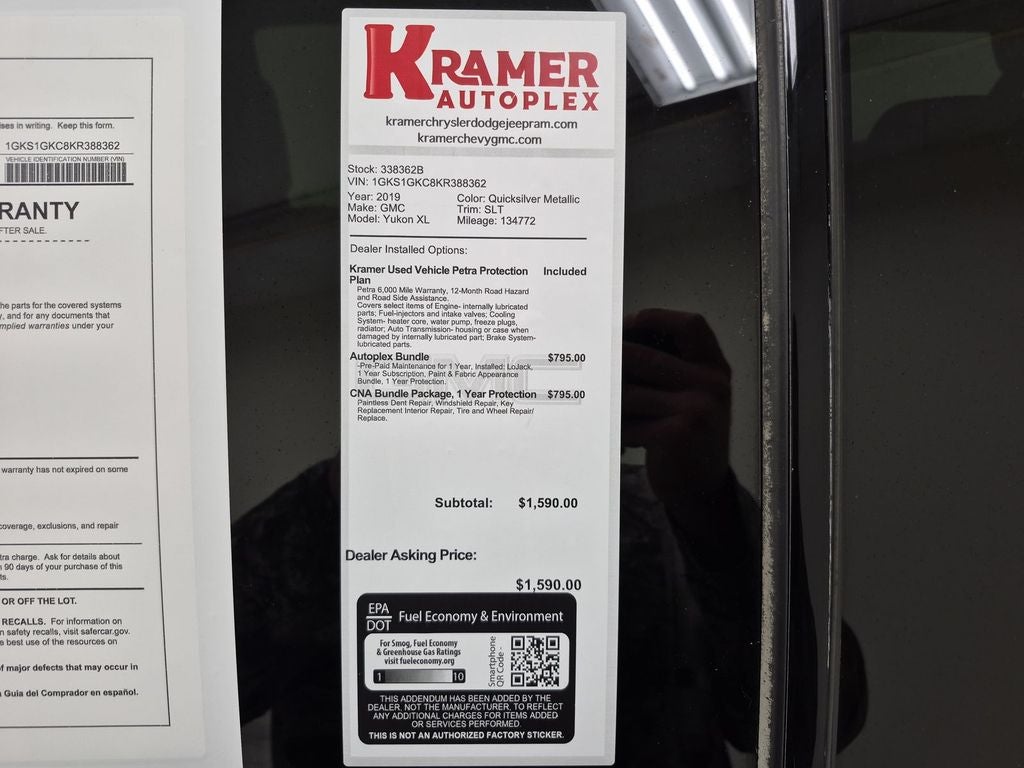 ses in writing. Keep this form.
1GKS1GKC8KR388362
VEHICLE IDENTIFICATION NUMBER (VIN)
RANTY
FTER SALE.
he parts for the covered systems
, and for any documents that
mplied warranties under your
warranty has not expired on some
coverage, exclusions, and repair
tra charge. Ask for details about
90 days of your purchase of this
ts.
OR OFF THE LOT.
RECALLS. For information on
n safety recalls, visit safercar.gov.
e best use of the resources on
of major defects that may occur in
Guia del Comprador en español.
KRAMER
AUTOPLEX
kramerchryslerdodgejeepram.com
kramerchevygmc.com
Stock: 338362B
VIN: 1GKS1GKC8KR388362
Year: 2019 Color: Quicksilver Metallic
Make: GMC Trim: SLT
Model: Yukon XL Mileage: 134772
Dealer Installed Options:
Kramer Used Vehicle Petra Protection Included
Plan
Petra 6,000 Mile Warranty, 12-Month Road Hazard
and Road Side Assistance.
Covers select items of Engine- internally lubricated
parts; Fuel-injectors and intake valves; Cooling
System- heater core, water pump, freeze plugs,
radiator; Auto Transmission- housing or case when
damaged by internally lubricated part; Brake System-
lubricated parts.
Autoplex Bundle $795.00
-Pre-Paid Maintenance for 1 Year, Installed: LoJack,
1 Year Subscription, Paint & Fabric Appearance
Bundle, 1 Year Protection.
CNA Bundle Package, 1 Year Protection $795.00
Paintless Dent Repair, Windshield Repair, Key
Replacement Interior Repair, Tire and Wheel Repair/
Replace.
GMC
Subtotal: $1,590.00
Dealer Asking Price:
$1,590.00
EPA
DOT Fuel Economy & Environment
For Smog, Fuel Economy
& Greenhouse Gas Ratings
visit fueleconomy.org
1 10
Smartphone
QR Code -
THIS ADDENDUM HAS BEEN ADDED BY THE
DEALER, NOT THE MANUFACTURER, TO REFLECT
ANY ADDITIONAL CHARGES FOR ITEMS ADDED
OR SERVICES PERFORMED.
THIS IS NOT AN AUTHORIZED FACTORY STICKER.